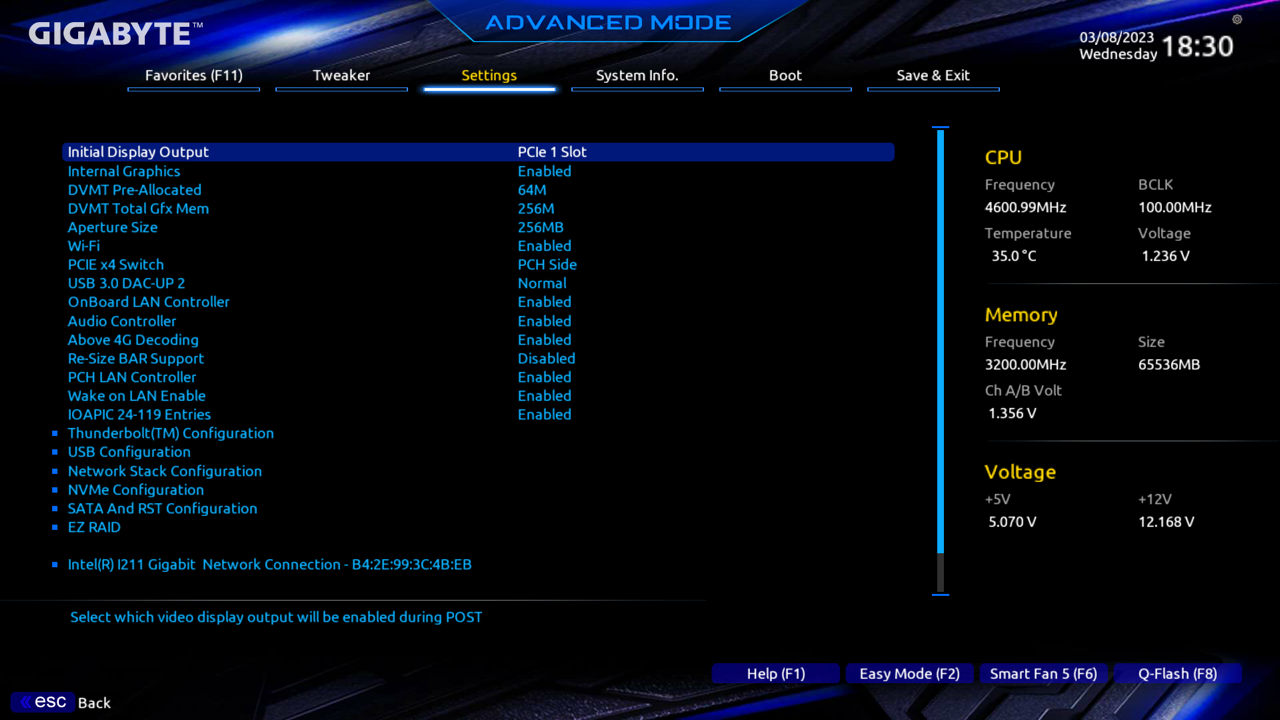 GIGABYTE™
ADVANCED MODE
03/08/2023
Wednesday
18:30
Favorites (F11) Tweaker Settings System Info. Boot Save & Exit
Initial Display Output PCIe 1 Slot
Internal Graphics Enabled
DVMT Pre-Allocated 64M
DVMT Total Gfx Mem 256M
Aperture Size 256MB
Wi-Fi Enabled
PCIE x4 Switch PCH Side
USB 3.0 DAC-UP 2 Normal
OnBoard LAN Controller Enabled
Audio Controller Enabled
Above 4G Decoding Enabled
Re-Size BAR Support Disabled
PCH LAN Controller Enabled
Wake on LAN Enable Enabled
IOAPIC 24-119 Entries Enabled
Thunderbolt(TM) Configuration
USB Configuration
Network Stack Configuration
NVMe Configuration
SATA And RST Configuration
EZ RAID
Intel(R) I211 Gigabit  Network Connection - B4:2E:99:3C:4B:EB
Select which video display output will be enabled during POST
CPU
Frequency BCLK
4600.99MHz 100.00MHz
Temperature Voltage
35.0 °C 1.236 V
Memory
Frequency Size
3200.00MHz 65536MB
Ch A/B Volt
1.356 V
Voltage
+5V +12V
5.070 V 12.168 V
Help (F1) Easy Mode (F2) Smart Fan 5 (F6) Q-Flash (F8)
esc Back